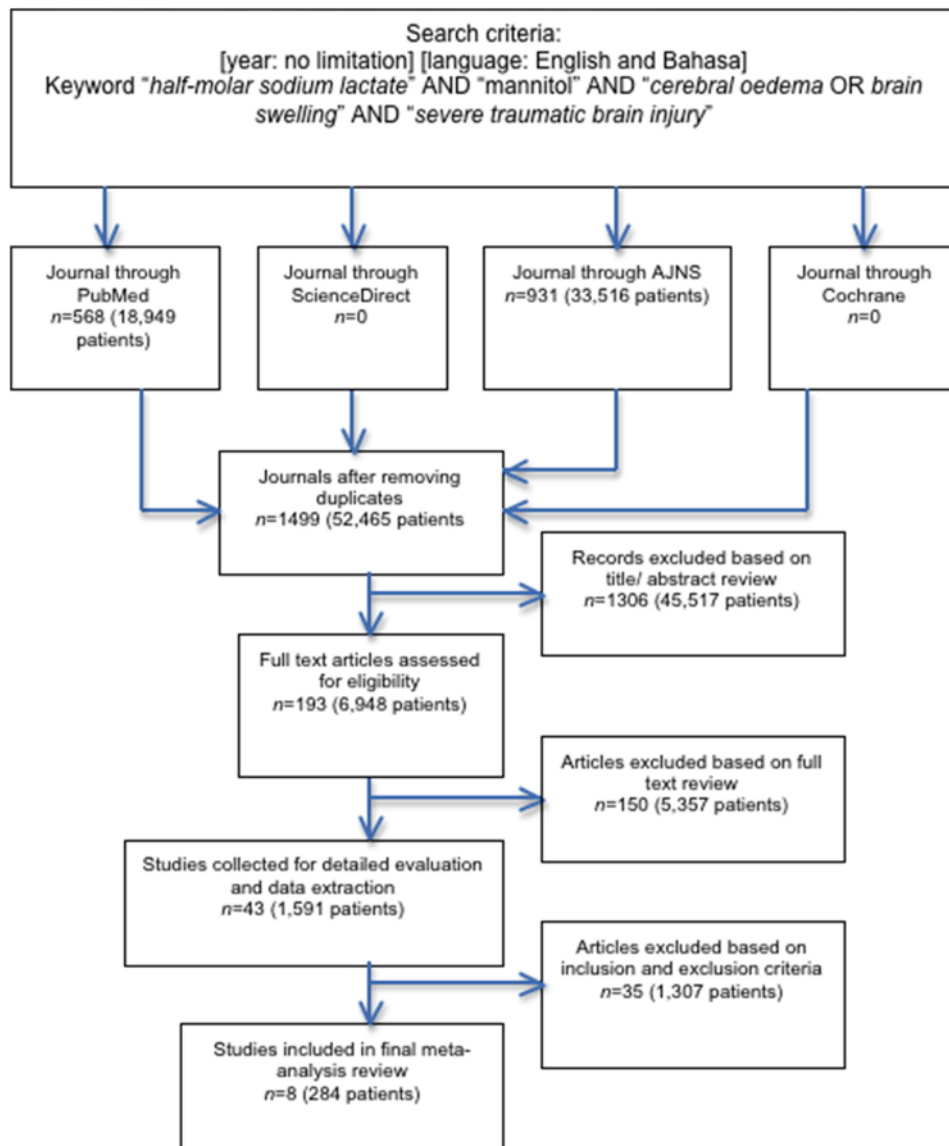 Search criteria:
[year: no limitation] [language: English and Bahasa]
Keyword “half-molar sodium lactate” AND “mannitol” AND “cerebral oedema OR brain
swelling” AND “severe traumatic brain injury”
Journal through
PubMed
n=568 (18,949
patients)
Journal through
ScienceDirect
n=0
Journal through AJNS
n=931 (33,516 patients)
Journal through
Cochrane
n=0
Journals after removing
duplicates
n=1499 (52,465 patients
Records excluded based on
title/ abstract review
n=1306 (45,517 patients)
Full text articles assessed
for eligibility
n=193 (6,948 patients)
Articles excluded based on full
text review
n=150 (5,357 patients)
Studies collected for detailed evaluation
and data extraction
n=43 (1,591 patients)
Articles excluded based on
inclusion and exclusion criteria
n=35 (1,307 patients)
Studies included in final meta-
analysis review
n=8 (284 patients)